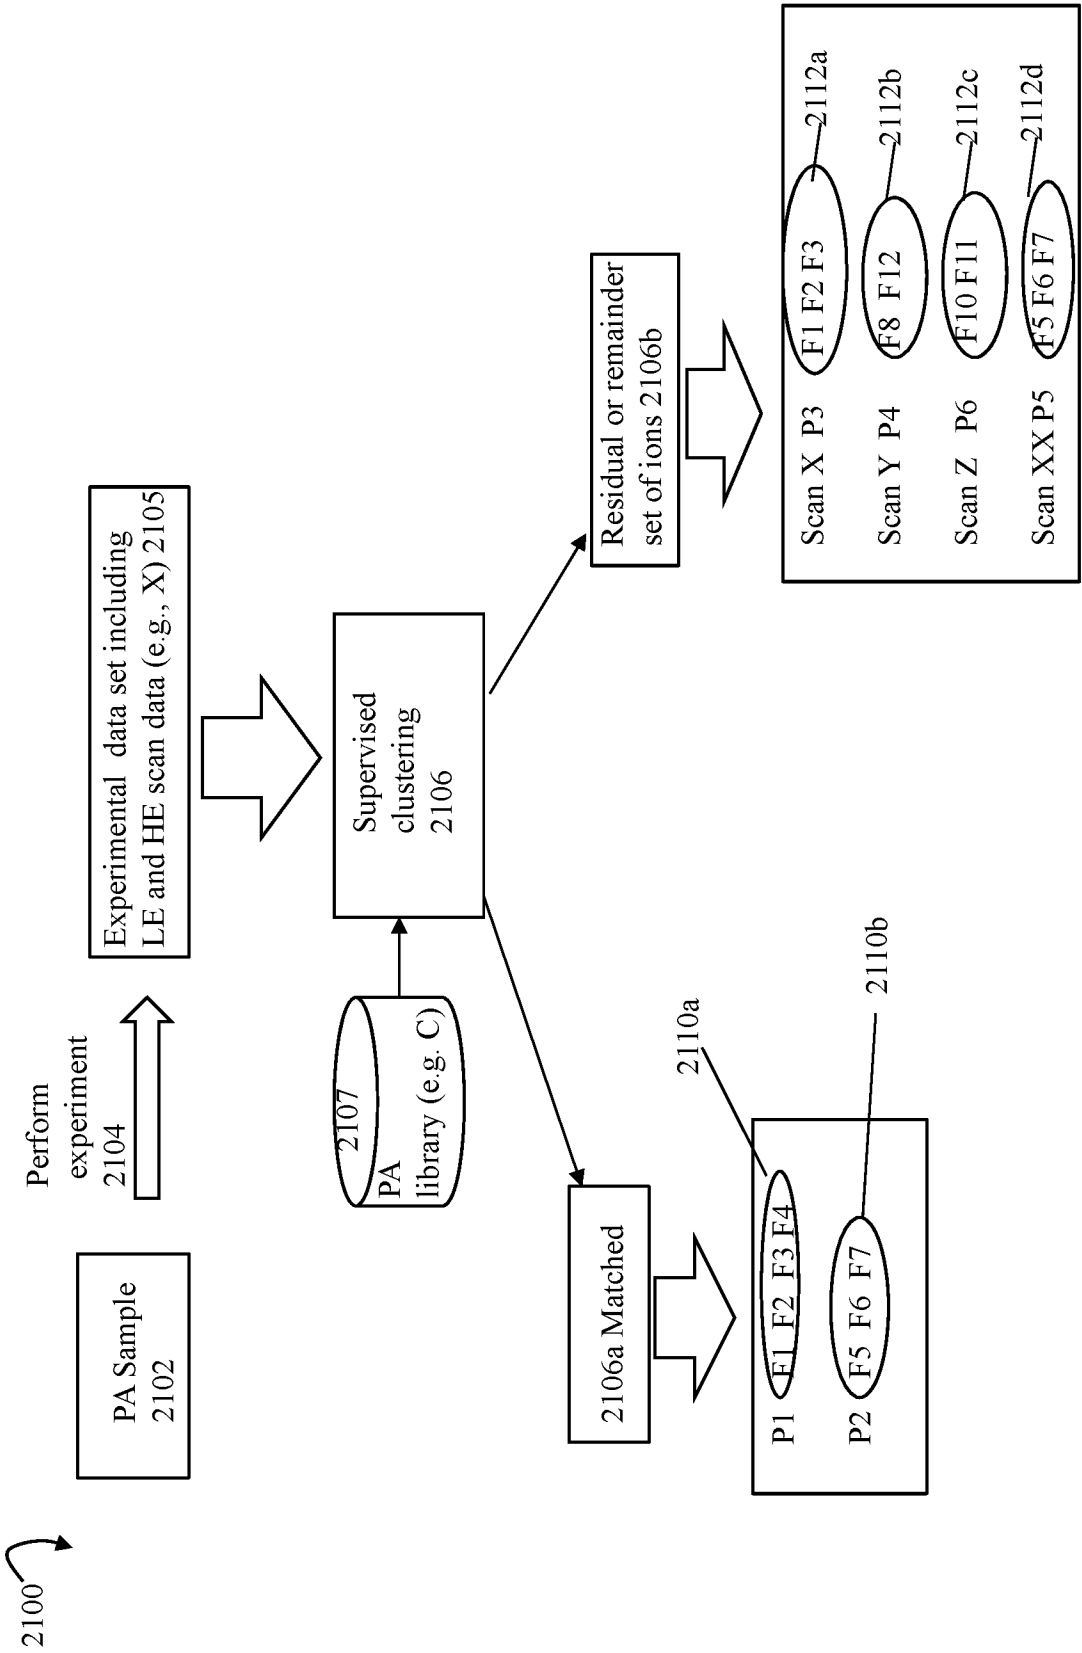 2100
PA Sample
2102
Perform
experiment
2104
Experimental data set including
LE and HE scan data (e.g., X) 2105
2107
PA
library (e.g. C)
Supervised
clustering
2106
2106a Matched
Residual or remainder
set of ions 2106b
2110a
P1 F1 F2 F3 F4
P2 F5 F6 F7
2110b
Scan X P3 F1 F2 F3 2112a
Scan Y P4 F8 F12 2112b
Scan Z P6 F10 F11 2112c
Scan XX P5 F5 F6 F7 2112d